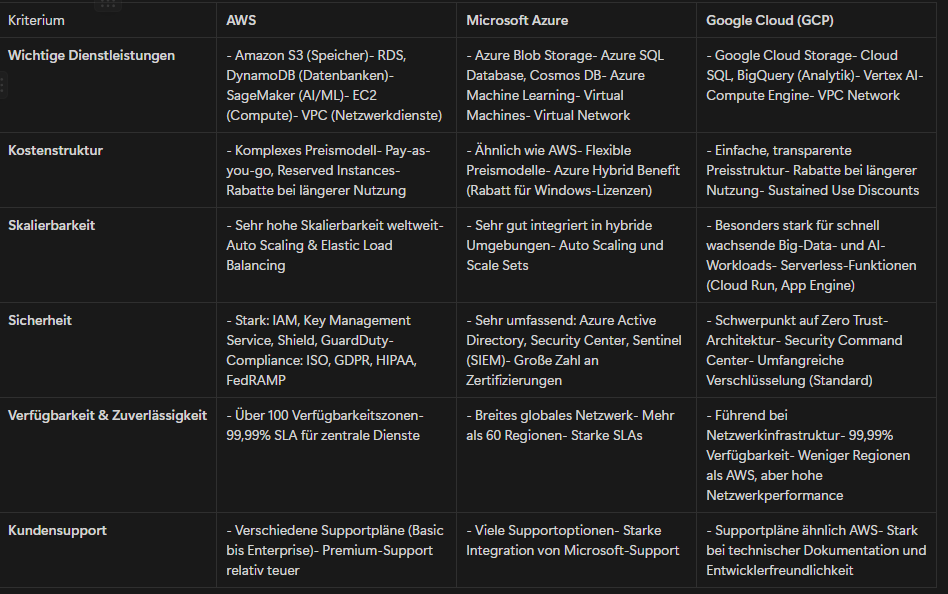 Kriterium
AWS
Microsoft Azure
Google Cloud (GCP)
Wichtige Dienstleistungen
- Amazon S3 (Speicher)- RDS,
DynamoDB (Datenbanken)-
SageMaker (AI/ML)- EC2
(Compute)- VPC (Netzwerkdienste)
- Azure Blob Storage- Azure SQL
Database, Cosmos DB- Azure
Machine Learning- Virtual
Machines- Virtual Network
- Google Cloud Storage- Cloud
SQL, BigQuery (Analytik)- Vertex AI-
Compute Engine- VPC Network
Kostenstruktur
- Komplexes Preismodell- Pay-as-
you-go, Reserved Instances-
Rabatte bei längerer Nutzung
- Ähnlich wie AWS- Flexible
Preismodelle- Azure Hybrid Benefit
(Rabatt für Windows-Lizenzen)
- Einfache, transparente
Preisstruktur- Rabatte bei längerer
Nutzung- Sustained Use Discounts
Skalierbarkeit
- Sehr hohe Skalierbarkeit weltweit-
Auto Scaling & Elastic Load
Balancing
- Sehr gut integriert in hybride
Umgebungen- Auto Scaling und
Scale Sets
- Besonders stark für schnell
wachsende Big-Data- und AI-
Workloads- Serverless-Funktionen
(Cloud Run, App Engine)
Sicherheit
- Stark: IAM, Key Management
Service, Shield, GuardDuty-
Compliance: ISO, GDPR, HIPAA,
FedRAMP
- Sehr umfassend: Azure Active
Directory, Security Center, Sentinel
(SIEM)- Große Zahl an
Zertifizierungen
- Schwerpunkt auf Zero Trust-
Architektur- Security Command
Center- Umfangreiche
Verschlüsselung (Standard)
Verfügbarkeit & Zuverlässigkeit
- Über 100 Verfügbarkeitszonen-
99,99% SLA für zentrale Dienste
- Breites globales Netzwerk- Mehr
als 60 Regionen- Starke SLAs
- Führend bei
Netzwerkinfrastruktur- 99,99%
Verfügbarkeit- Weniger Regionen
als AWS, aber hohe
Netzwerkperformance
Kundensupport
- Verschiedene Supportpläne (Basic
bis Enterprise)- Premium-Support
relativ teuer
- Viele Supportoptionen- Starke
Integration von Microsoft-Support
- Supportpläne ähnlich AWS- Stark
bei technischer Dokumentation und
Entwicklerfreundlichkeit